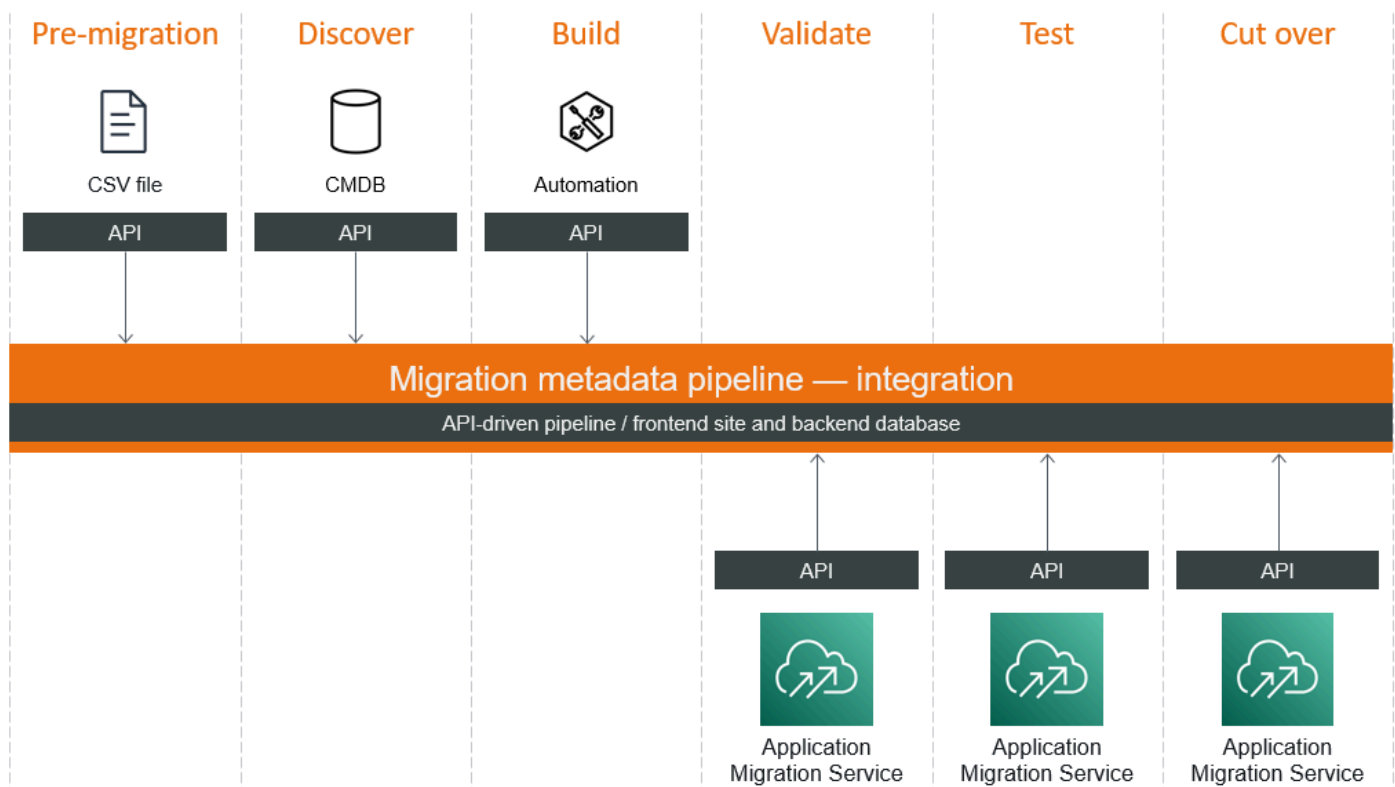 Pre-migration
Discover
Build
Validate
Test
Cut over
CSV file
CMDB
Automation
API
API
API
Migration metadata pipeline — integration
API-driven pipeline / frontend site and backend database
API
API
API
Application
Migration Service
Application
Migration Service
Application
Migration Service